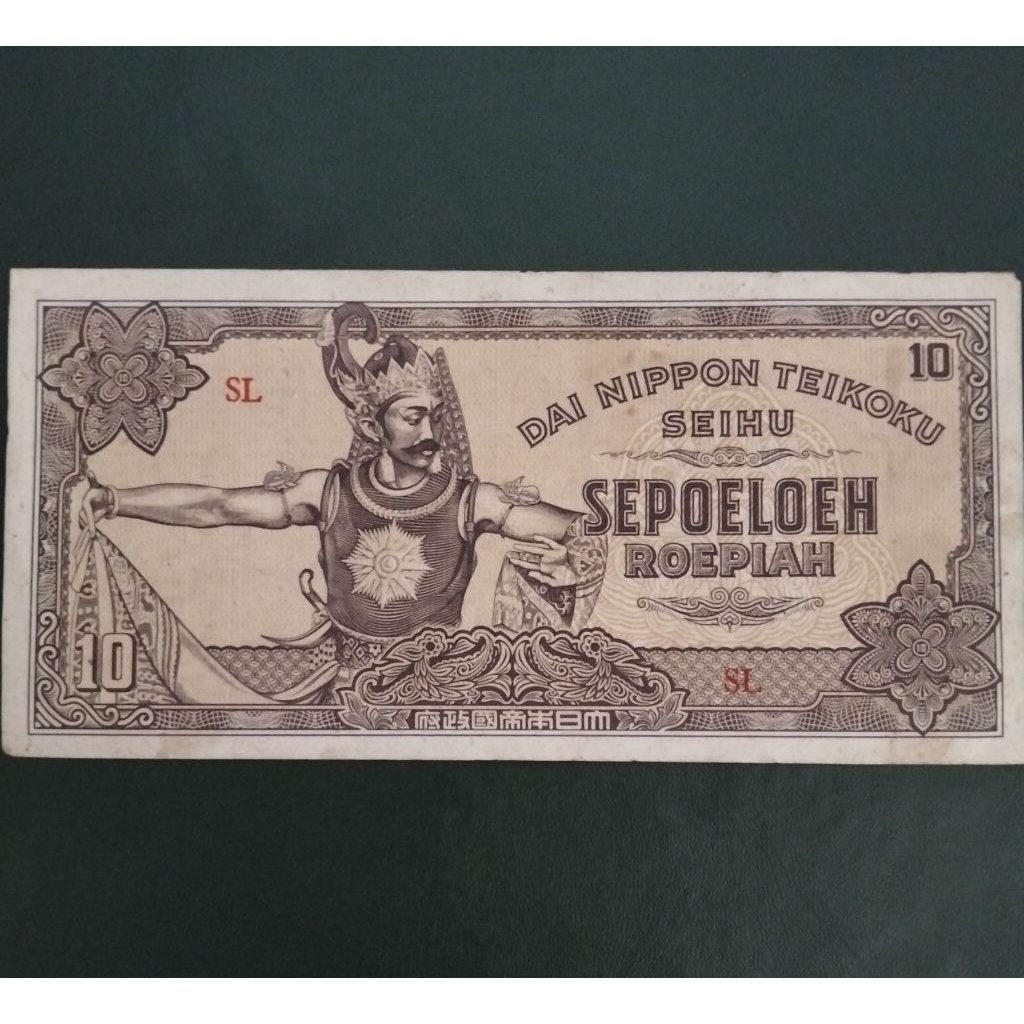 SL
10
DAI NIPPON TEIKOKU
SEIHU
SEPOELOEH
ROEPIAH
SL
10
府政國帝本日大